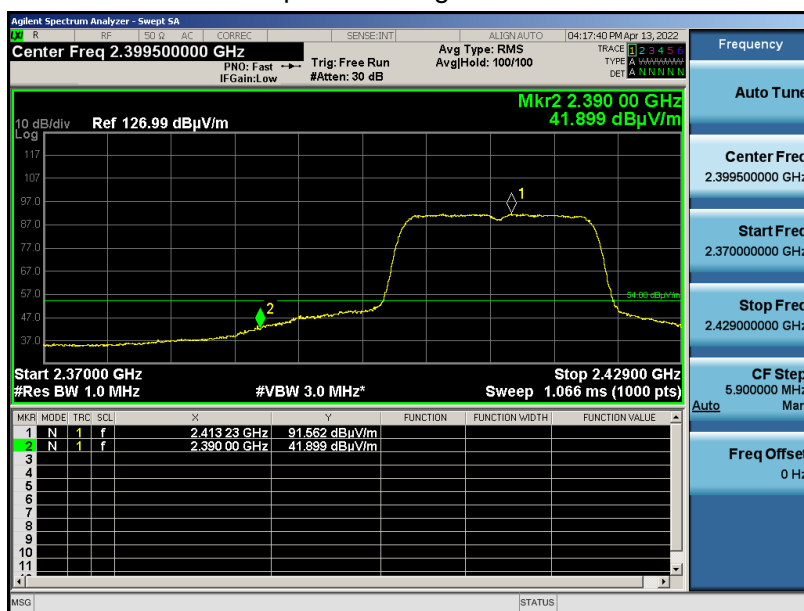 Agilent Spectrum Analyzer - Swept SA
LXI R RF 50 Ω AC CORREC SENSE:INT ALIGN AUTO 04:17:40 PM Apr 13, 2022
Center Freq 2.399500000 GHz
PNO: Fast
IFGain:Low
Trig: Free Run
#Atten: 30 dB
Avg Type: RMS
Avg|Hold: 100/100
TRACE 1 2 3 4 5 6
TYPE A WWWWW
DET A N N N N N
Mkr2 2.390 00 GHz
41.899 dBµV/m
10 dB/div Ref 126.99 dBµV/m
Log
117
107
97.0
87.0
77.0
67.0
57.0
47.0
37.0
1
2
54.00 dBµV/m
Start 2.37000 GHz Stop 2.42900 GHz
#Res BW 1.0 MHz #VBW 3.0 MHz* Sweep 1.066 ms (1000 pts)
MKR MODE TRC SCL X Y FUNCTION FUNCTION WIDTH FUNCTION VALUE
1 N 1 f 2.413 23 GHz 91.562 dBµV/m
2 N 1 f 2.390 00 GHz 41.899 dBµV/m
3
4
5
6
7
8
9
10
11
MSG STATUS
Frequency
Auto Tune
Center Freq
2.399500000 GHz
Start Freq
2.370000000 GHz
Stop Freq
2.429000000 GHz
CF Step
5.900000 MHz
Auto Man
Freq Offset
0 Hz